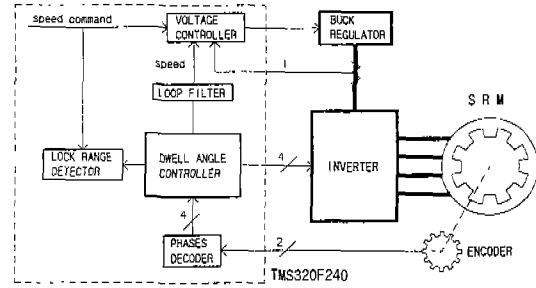 speed command
VOLTAGE
CONTROLLER
BUCK
REGULATOR
speed
I
LOOP FILTER
S R M
LOCK RANGE
DETECTOR
DWELL ANGLE
CONTROLLER
4
INVERTER
4
PHASES
DECODER
2
ENCODER
TMS320F240